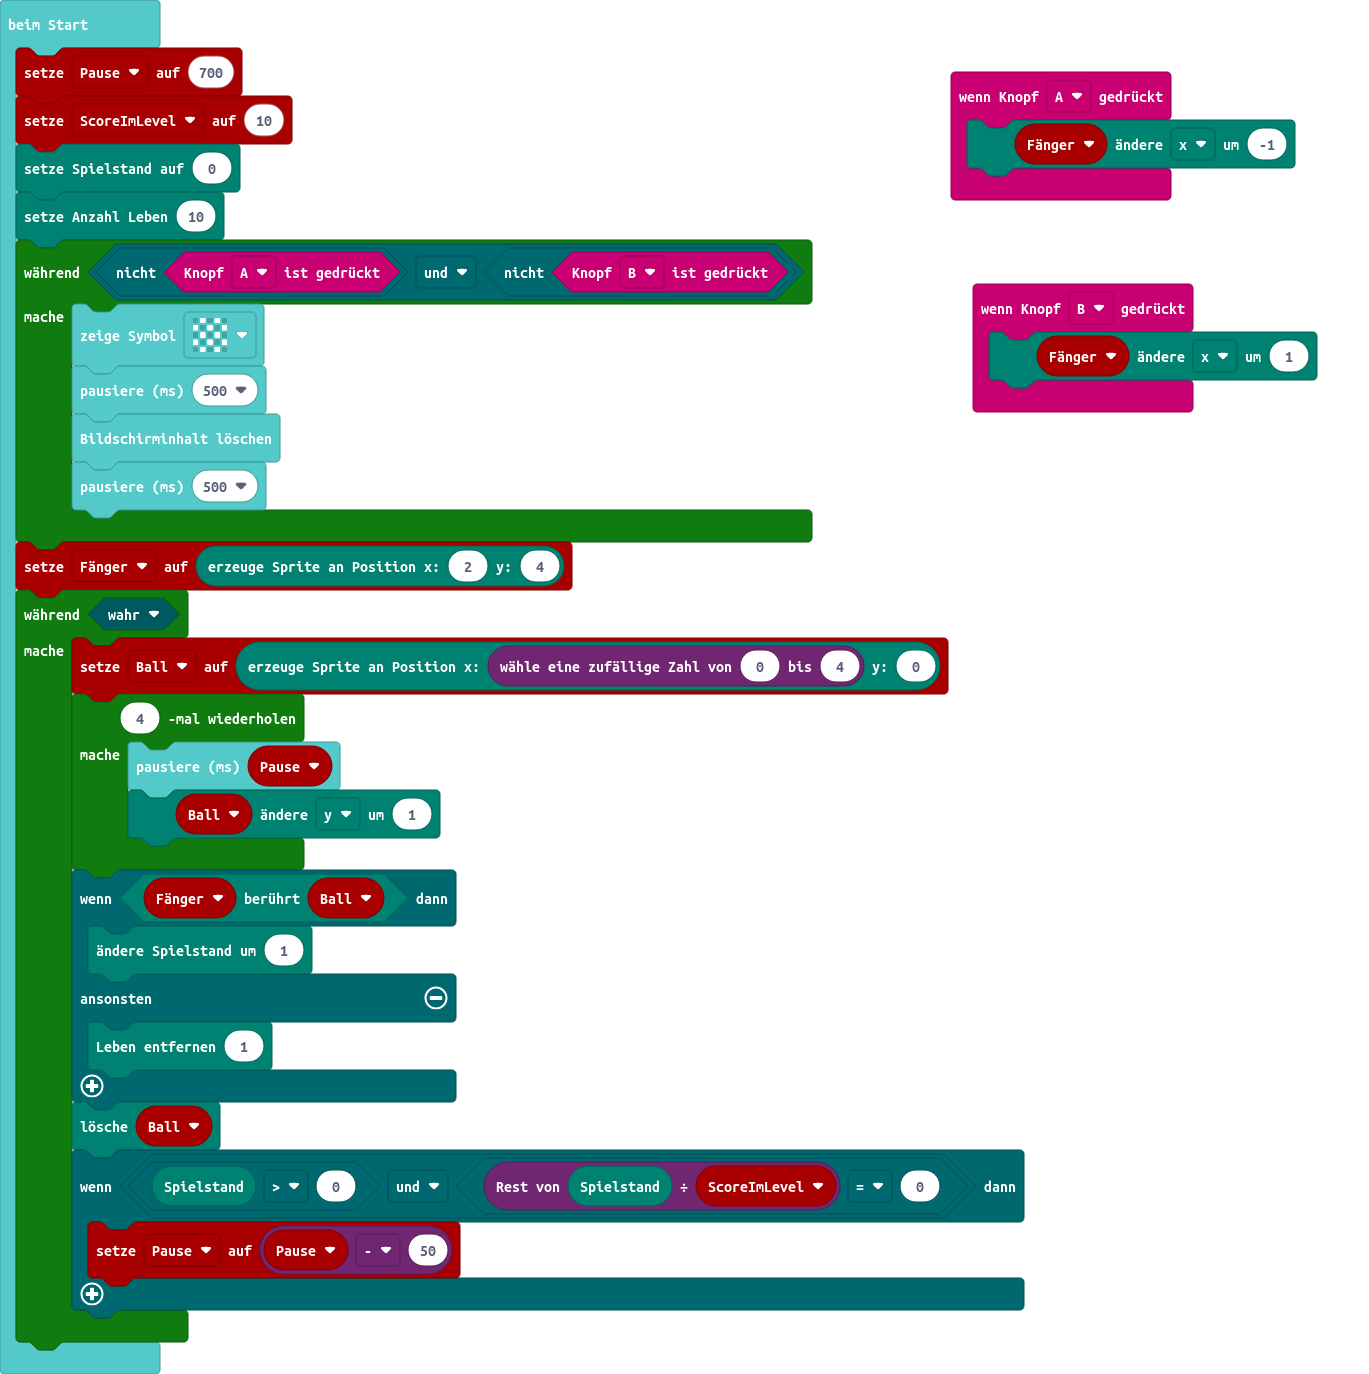 beim Start
setze Pause auf 700
setze ScoreImLevel auf 10
setze Spielstand auf 0
setze Anzahl Leben 10
während nicht Knopf A ist gedrückt und nicht Knopf B ist gedrückt
mache
zeige Symbol
pausiere (ms) 500
Bildschirminhalt löschen
pausiere (ms) 500
setze Fänger auf erzeuge Sprite an Position x: 2 y: 4
während wahr
mache
setze Ball auf erzeuge Sprite an Position x: wähle eine zufällige Zahl von 0 bis 4 y: 0
4 -mal wiederholen
mache
pausiere (ms) Pause
Ball ändere y um 1
wenn Fänger berührt Ball dann
ändere Spielstand um 1
ansonsten
Leben entfernen 1
lösche Ball
wenn Spielstand > 0 und Rest von Spielstand ÷ ScoreImLevel = 0 dann
setze Pause auf Pause - 50
wenn Knopf A gedrückt
Fänger ändere x um -1
wenn Knopf B gedrückt
Fänger ändere x um 1